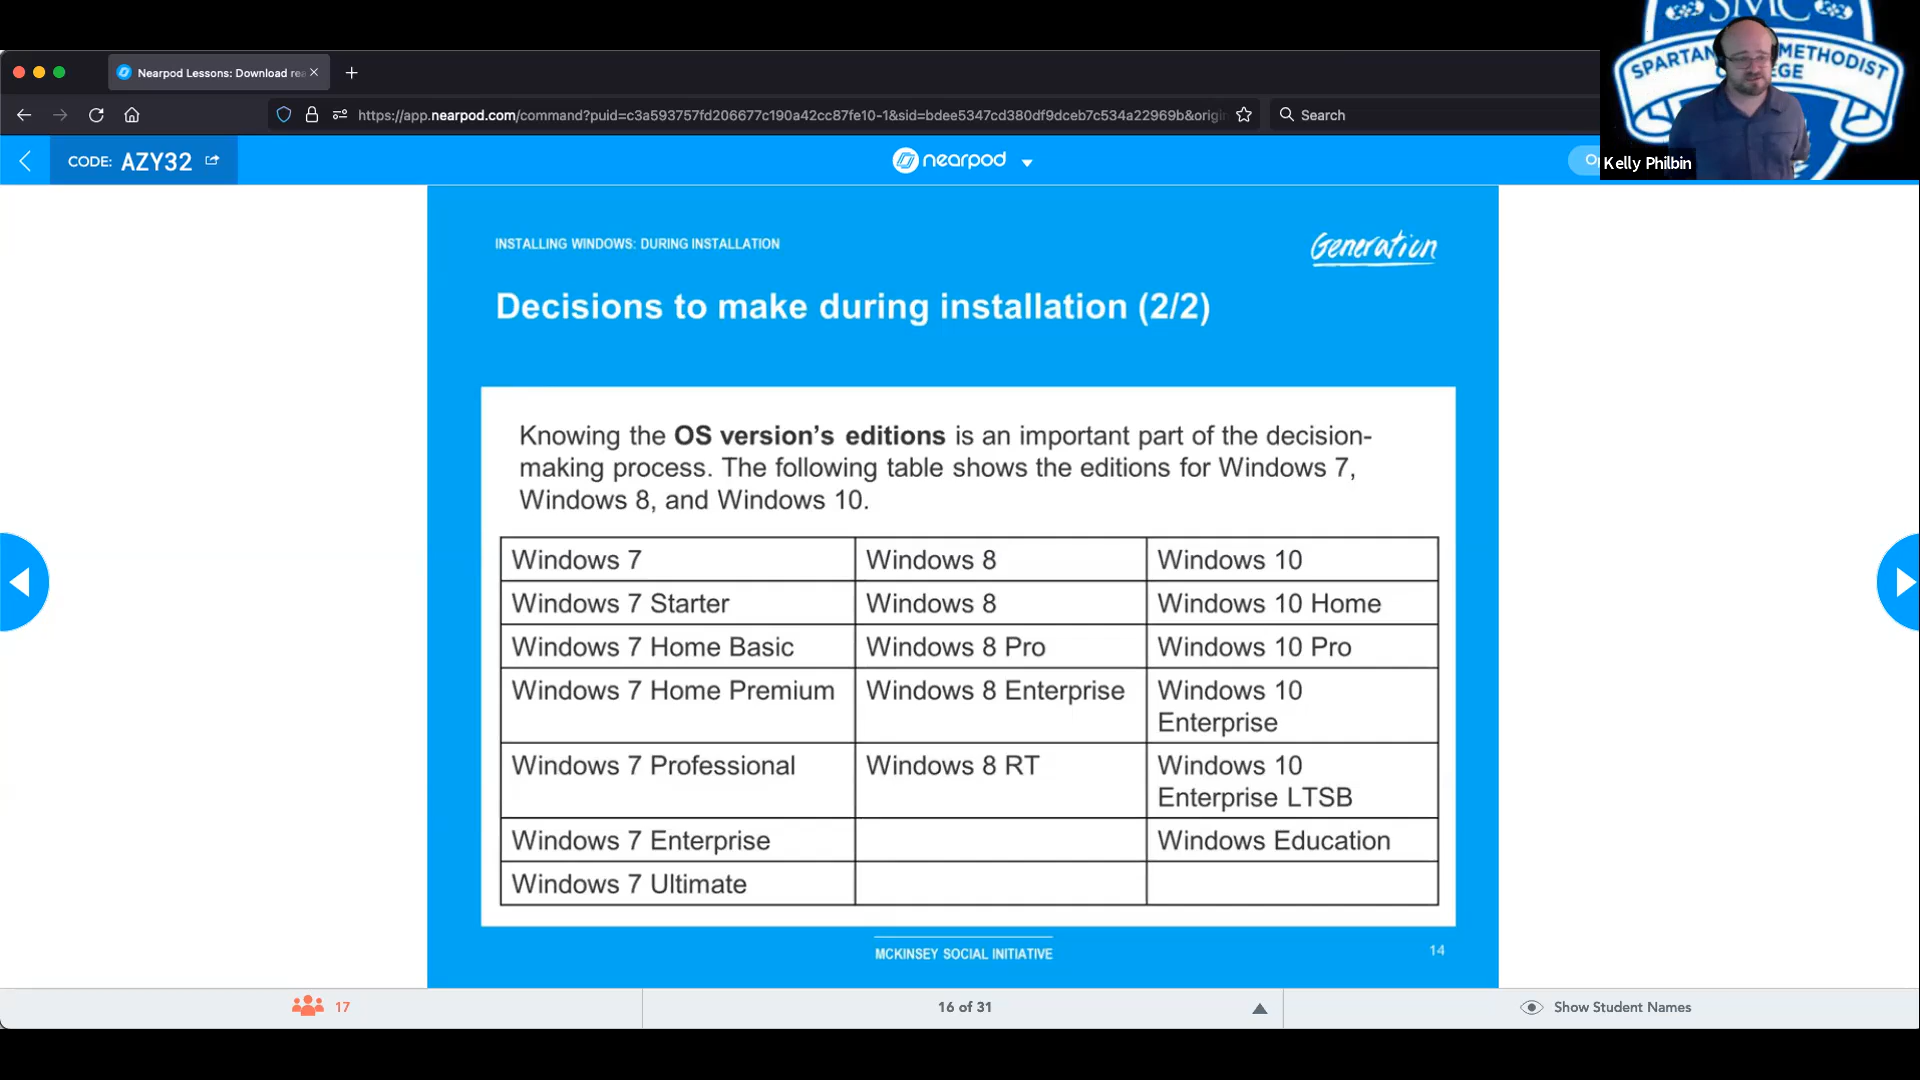 SMC
SPARTAN METHODIST
GE
Kelly Philbin
Nearpod Lessons: Download rea
https://app.nearpod.com/command?puid=c3a593757fd206677c190a42cc87fe10-1&sid=bdee5347cd380df9dceb7c534a22969b&origi
Search
CODE: AZY32
nearpod
INSTALLING WINDOWS: DURING INSTALLATION
Generation
Decisions to make during installation (2/2)
Knowing the OS version's editions is an important part of the decision-
making process. The following table shows the editions for Windows 7,
Windows 8, and Windows 10.
Windows 7 Windows 8 Windows 10
Windows 7 Starter Windows 8 Windows 10 Home
Windows 7 Home Basic Windows 8 Pro Windows 10 Pro
Windows 7 Home Premium Windows 8 Enterprise Windows 10
Enterprise
Windows 7 Professional Windows 8 RT Windows 10
Enterprise LTSB
Windows 7 Enterprise Windows Education
Windows 7 Ultimate
MCKINSEY SOCIAL INITIATIVE
14
17
16 of 31
Show Student Names